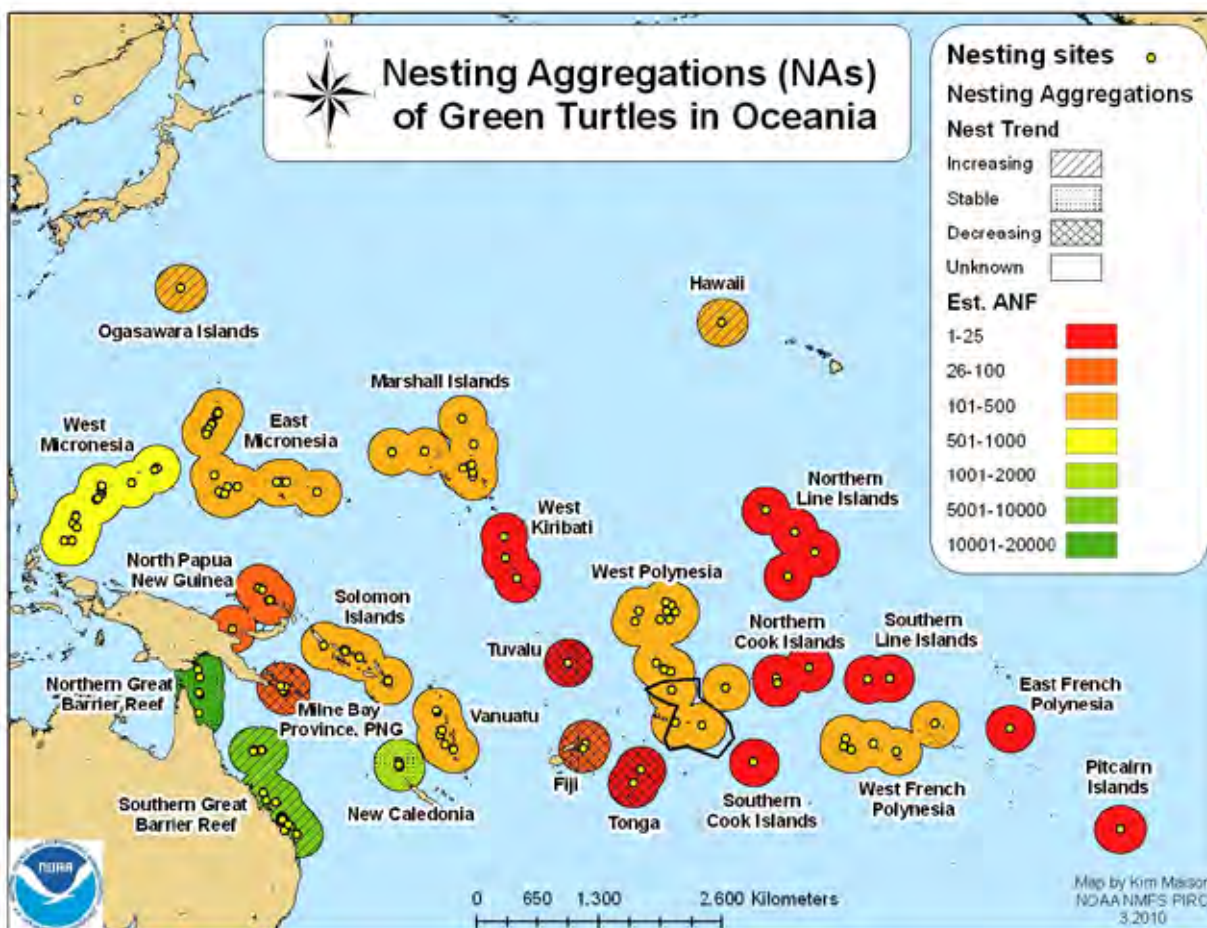 Nesting Aggregations (NAs)
of Green Turtles in Oceania
Nesting sites
Nesting Aggregations
Nest Trend
Increasing
Stable
Decreasing
Unknown
Est. ANF
1-25
26-100
101-500
501-1000
1001-2000
5001-10000
10001-20000
Ogasawara Islands
Hawaii
Marshall Islands
West
Micronesia
East
Micronesia
Northern
Line Islands
West
Kiribati
North Papua
New Guinea
West Polynesia
Solomon
Islands
Northern
Cook Islands
Southern
Line Islands
Tuvalu
Northern Great
Barrier Reef
Milne Bay
Province, PNG
Vanuatu
East French
Polynesia
Fiji
Pitcairn
Islands
Southern Great
Barrier Reef
New Caledonia
Tonga
Southern
Cook Islands
West French
Polynesia
NOAA
0 650 1,300 2,600 Kilometers
Map by Kim Maison
NOAA NMFS PIRO
3.2010